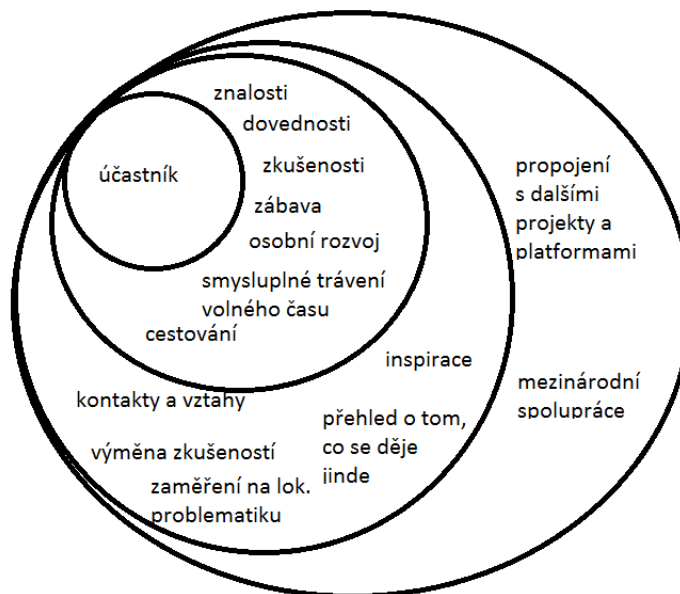 znalosti
dovednosti
zkušenosti
účastník
zábava
osobní rozvoj
smysluplné trávení
volného času
cestování
propojení
s dalšími
projekty a
platformami
inspirace
mezinárodní
spolupráce
kontakty a vztahy
přehled o tom,
co se děje
jinde
výměna zkušeností
zaměření na lok.
problematiku